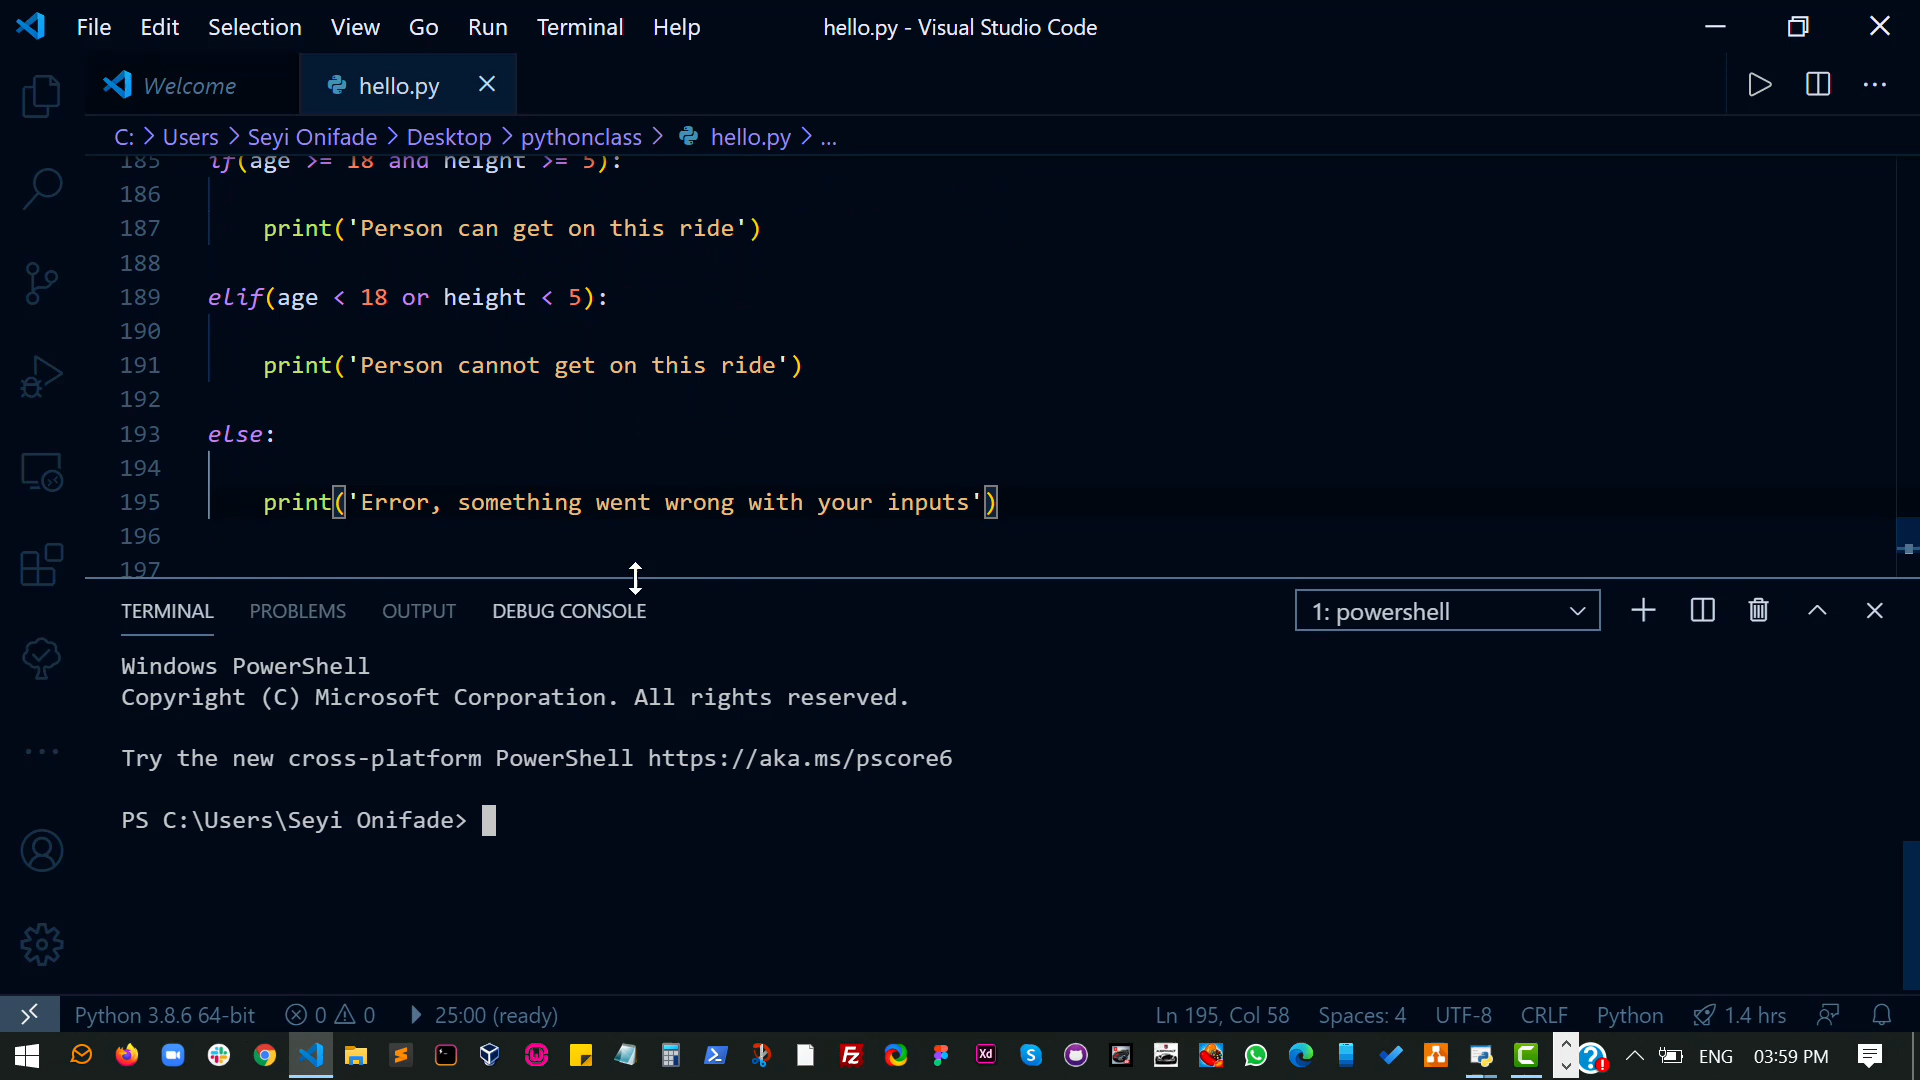 File Edit Selection View Go Run Terminal Help hello.py - Visual Studio Code
Welcome hello.py
C: > Users > Seyi Onifade > Desktop > pythonclass > hello.py > ...
185 if(age >= 18 and height >= 5):
186
187 print('Person can get on this ride')
188
189 elif(age < 18 or height < 5):
190
191 print('Person cannot get on this ride')
192
193 else:
194
195 print('Error, something went wrong with your inputs')
196
197
TERMINAL PROBLEMS OUTPUT DEBUG CONSOLE 1: powershell
Windows PowerShell
Copyright (C) Microsoft Corporation. All rights reserved.
Try the new cross-platform PowerShell https://aka.ms/pscore6
PS C:\Users\Seyi Onifade>
Python 3.8.6 64-bit 0 0 25:00 (ready) Ln 195, Col 58 Spaces: 4 UTF-8 CRLF Python 1.4 hrs
Fz Xd ENG 03:59 PM